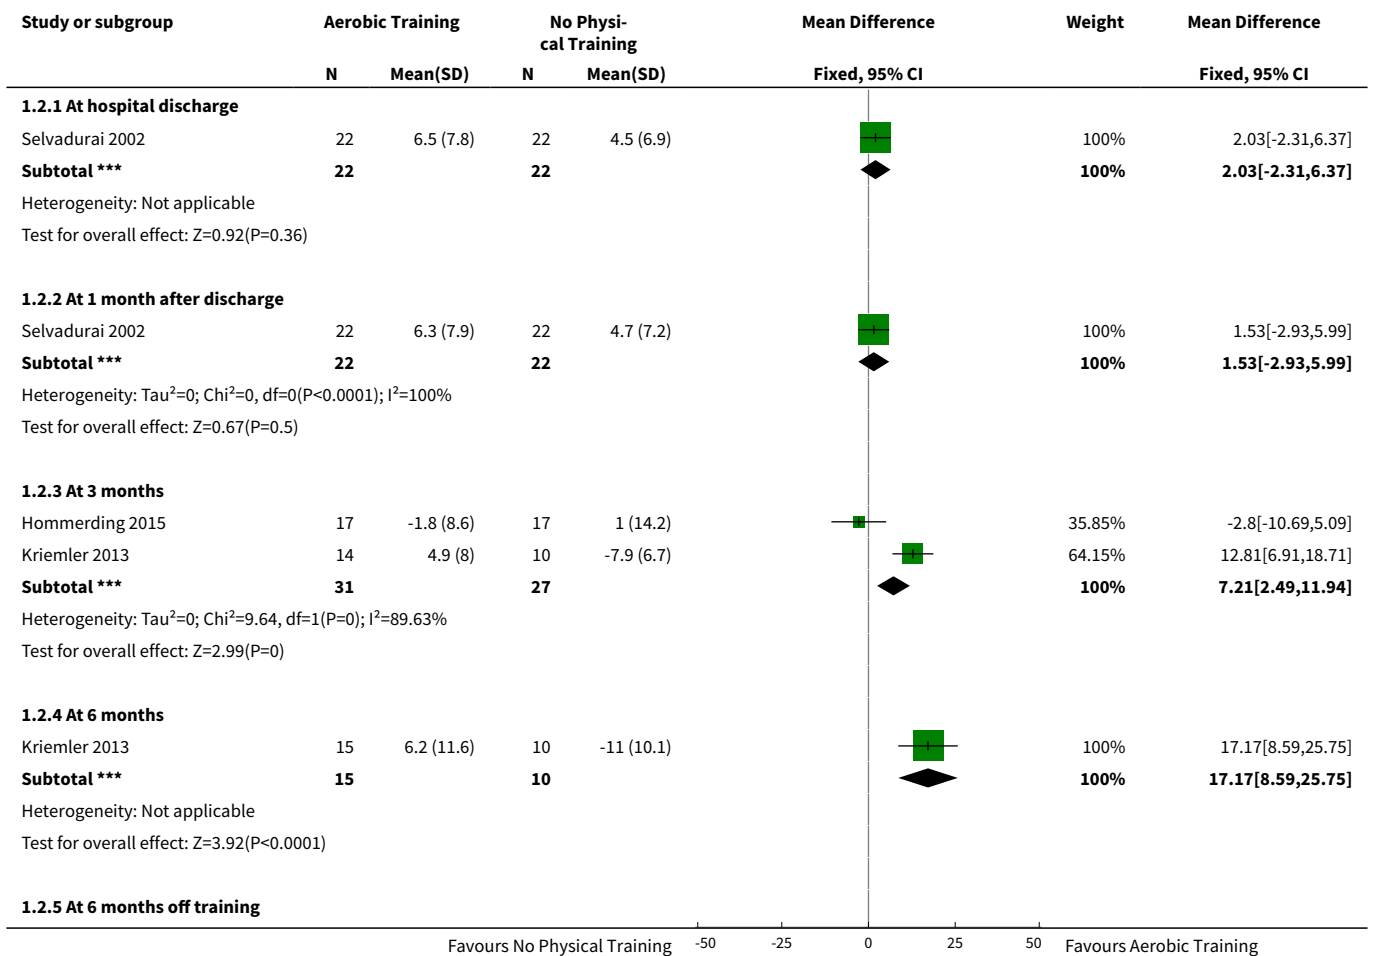 Study or subgroup Aerobic Training No Physi- Mean Difference Weight Mean Difference
cal Training
N Mean(SD) N Mean(SD) Fixed, 95% CI Fixed, 95% CI
1.2.1 At hospital discharge
Selvadurai 2002 22 6.5 (7.8) 22 4.5 (6.9) 100% 2.03[-2.31,6.37]
Subtotal *** 22 22 100% 2.03[-2.31,6.37]
Heterogeneity: Not applicable
Test for overall effect: Z=0.92(P=0.36)
1.2.2 At 1 month after discharge
Selvadurai 2002 22 6.3 (7.9) 22 4.7 (7.2) 100% 1.53[-2.93,5.99]
Subtotal *** 22 22 100% 1.53[-2.93,5.99]
Heterogeneity: Tau²=0; Chi²=0, df=0(P<0.0001); I²=100%
Test for overall effect: Z=0.67(P=0.5)
1.2.3 At 3 months
Hommerding 2015 17 -1.8 (8.6) 17 1 (14.2) 35.85% -2.8[-10.69,5.09]
Kriemler 2013 14 4.9 (8) 10 -7.9 (6.7) 64.15% 12.81[6.91,18.71]
Subtotal *** 31 27 100% 7.21[2.49,11.94]
Heterogeneity: Tau²=0; Chi²=9.64, df=1(P=0); I²=89.63%
Test for overall effect: Z=2.99(P=0)
1.2.4 At 6 months
Kriemler 2013 15 6.2 (11.6) 10 -11 (10.1) 100% 17.17[8.59,25.75]
Subtotal *** 15 10 100% 17.17[8.59,25.75]
Heterogeneity: Not applicable
Test for overall effect: Z=3.92(P<0.0001)
1.2.5 At 6 months off training
Favours No Physical Training -50 -25 0 25 50 Favours Aerobic Training